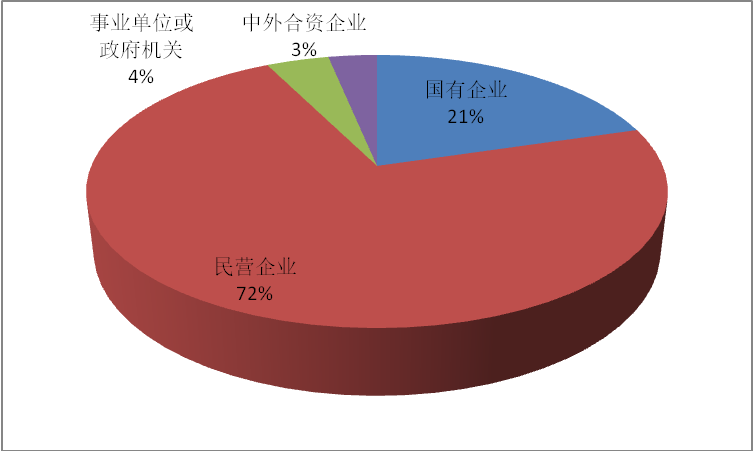 事业单位或
政府机关
4%
中外合资企业
3%
国有企业
21%
民营企业
72%